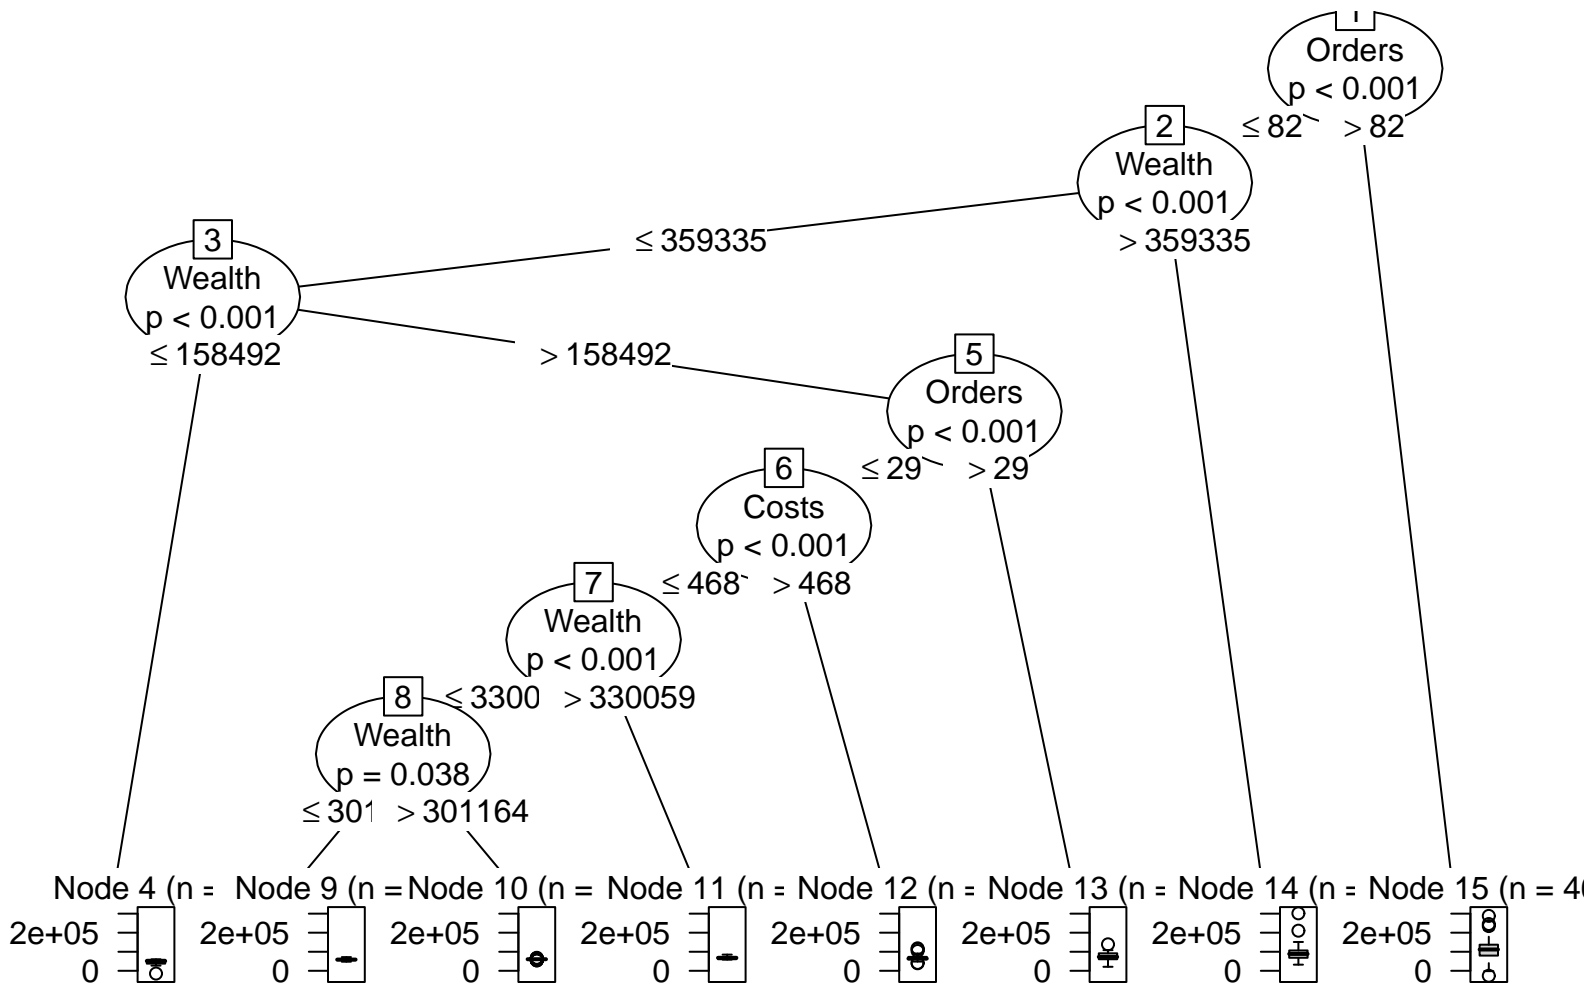 1
Orders
p < 0.001
≤ 82
> 82
2
Wealth
p < 0.001
≤ 359335
> 359335
3
Wealth
p < 0.001
≤ 158492
> 158492
5
Orders
p < 0.001
≤ 29
> 29
6
Costs
p < 0.001
≤ 468
> 468
7
Wealth
p < 0.001
≤ 3300
> 330059
8
Wealth
p = 0.038
≤ 301
> 301164
Node 4 (n =
Node 9 (n =
Node 10 (n =
Node 11 (n =
Node 12 (n =
Node 13 (n =
Node 14 (n =
Node 15 (n = 40
2e+05
0
2e+05
0
2e+05
0
2e+05
0
2e+05
0
2e+05
0
2e+05
0
2e+05
0